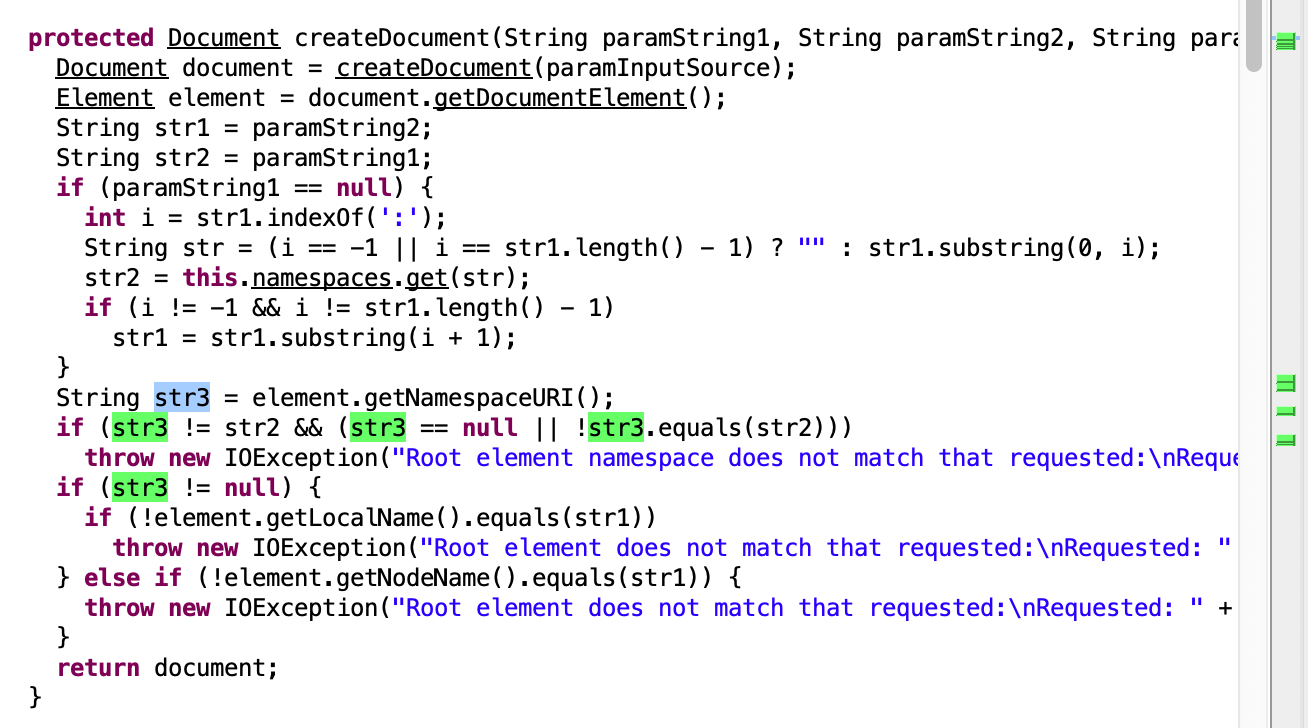 protected Document createDocument(String paramString1, String paramString2, String para
  Document document = createDocument(paramInputSource);
  Element element = document.getDocumentElement();
  String str1 = paramString2;
  String str2 = paramString1;
  if (paramString1 == null) {
    int i = str1.indexOf(':');
    String str = (i == -1 || i == str1.length() - 1) ? "" : str1.substring(0, i);
    str2 = this.namespaces.get(str);
    if (i != -1 && i != str1.length() - 1)
      str1 = str1.substring(i + 1);
  }
  String str3 = element.getNamespaceURI();
  if (str3 != str2 && (str3 == null || !str3.equals(str2)))
    throw new IOException("Root element namespace does not match that requested:\nReque
  if (str3 != null) {
    if (!element.getLocalName().equals(str1))
      throw new IOException("Root element does not match that requested:\nRequested: "
  } else if (!element.getNodeName().equals(str1)) {
    throw new IOException("Root element does not match that requested:\nRequested: " +
  }
  return document;
}